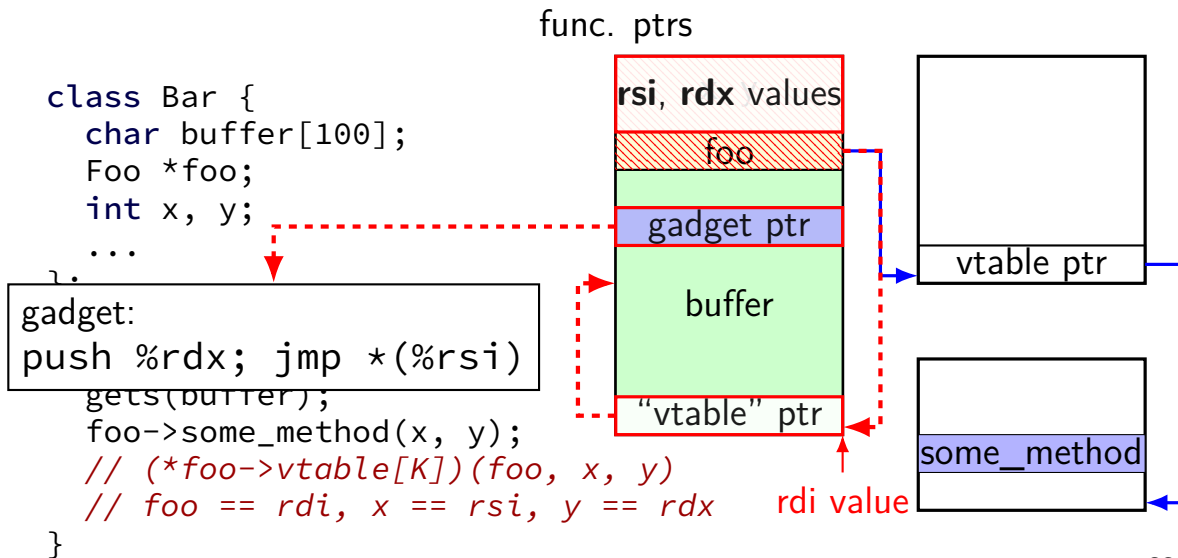 func. ptrs
class Bar {
char buffer[100];
Foo *foo;
int x, y;
...
};
gadget:
push %rdx; jmp *(%rsi)
gets(buffer);
foo->some_method(x, y);
// (*foo->vtable[K])(foo, x, y)
// foo == rdi, x == rsi, y == rdx
}
rsi, rdx values
foo
gadget ptr
buffer
“vtable” ptr
rdi value
vtable ptr
some_method